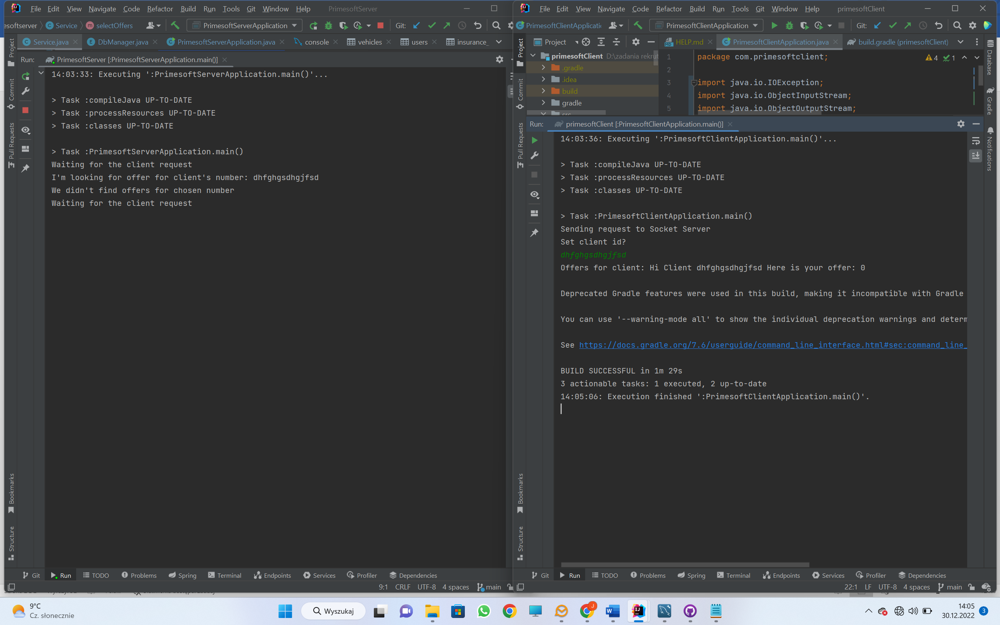 File Edit View Navigate Code Refactor Build Run Tools Git Window Help PrimesoftServer
esoftserver Service selectOffers PrimesoftServerApplication Git:
Service.java DbManager.java PrimesoftServerApplication.java console vehicles users insurance_
Run: PrimesoftServer [:PrimesoftServerApplication.main()]
14:03:33: Executing ':PrimesoftServerApplication.main()'...
> Task :compileJava UP-TO-DATE
> Task :processResources UP-TO-DATE
> Task :classes UP-TO-DATE
> Task :PrimesoftServerApplication.main()
Waiting for the client request
I'm looking for offer for client's number: dhfghgsdhgjfsd
We didn't find offers for chosen number
Waiting for the client request
Project
Commit
Pull Requests
Bookmarks
Structure
Git Run TODO Problems Spring Terminal Endpoints Services Profiler Dependencies
9:1 CRLF UTF-8 4 spaces main
File Edit View Navigate Code Refactor Build Run Tools Git Window Help primesoftClient
PrimesoftClientApplicati PrimesoftClientApplication Git:
Project HELP.md PrimesoftClientApplication.java build.gradle (primesoftClient)
primesoftClient D:\zadania rekrut
.gradle
.idea
build
gradle
src
1 package com.primesoftclient; 4 1
2
3 import java.io.IOException;
4 import java.io.ObjectInputStream;
5 import java.io.ObjectOutputStream;
Run: primesoftClient [:PrimesoftClientApplication.main()]
14:03:36: Executing ':PrimesoftClientApplication.main()'...
> Task :compileJava UP-TO-DATE
> Task :processResources UP-TO-DATE
> Task :classes UP-TO-DATE
> Task :PrimesoftClientApplication.main()
Sending request to Socket Server
Set client id?
dhfghgsdhgjfsd
Offers for client: Hi Client dhfghgsdhgjfsd Here is your offer: 0
Deprecated Gradle features were used in this build, making it incompatible with Gradle
You can use '--warning-mode all' to show the individual deprecation warnings and determ
See https://docs.gradle.org/7.6/userguide/command_line_interface.html#sec:command_line_
BUILD SUCCESSFUL in 1m 29s
3 actionable tasks: 1 executed, 2 up-to-date
14:05:06: Execution finished ':PrimesoftClientApplication.main()'.
Project
Commit
Pull Requests
Bookmarks
Structure
Database
Gradle
Notifications
Git Run TODO Problems Spring Terminal Endpoints Services Profiler Dependencies
22:1 LF UTF-8 4 spaces main
9°C
Cz. słonecznie
Wyszukaj
14:05
30.12.2022
3